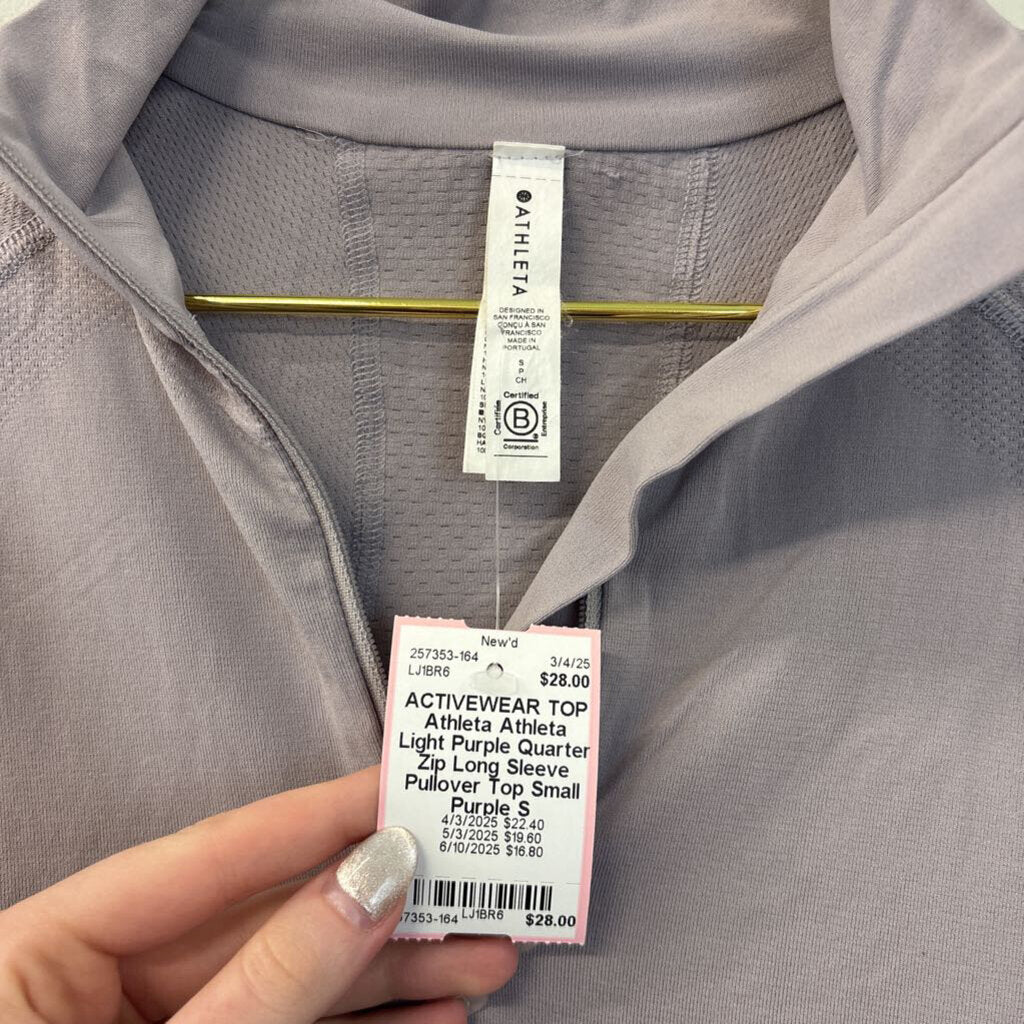 ATHLETA
DESIGNED IN
SAN FRANCISCO
CONÇU À SAN
FRANCISCO
MADE IN
PORTUGAL
S
P
CH
Certified
B
Certifiée
Entreprise
Corporation
New'd
257353-164 3/4/25
LJ1BR6 $28.00
ACTIVEWEAR TOP
Athleta Athleta
Light Purple Quarter
Zip Long Sleeve
Pullover Top Small
Purple S
4/3/2025 $22.40
5/3/2025 $19.60
6/10/2025 $16.80
57353-164 LJ1BR6 $28.00